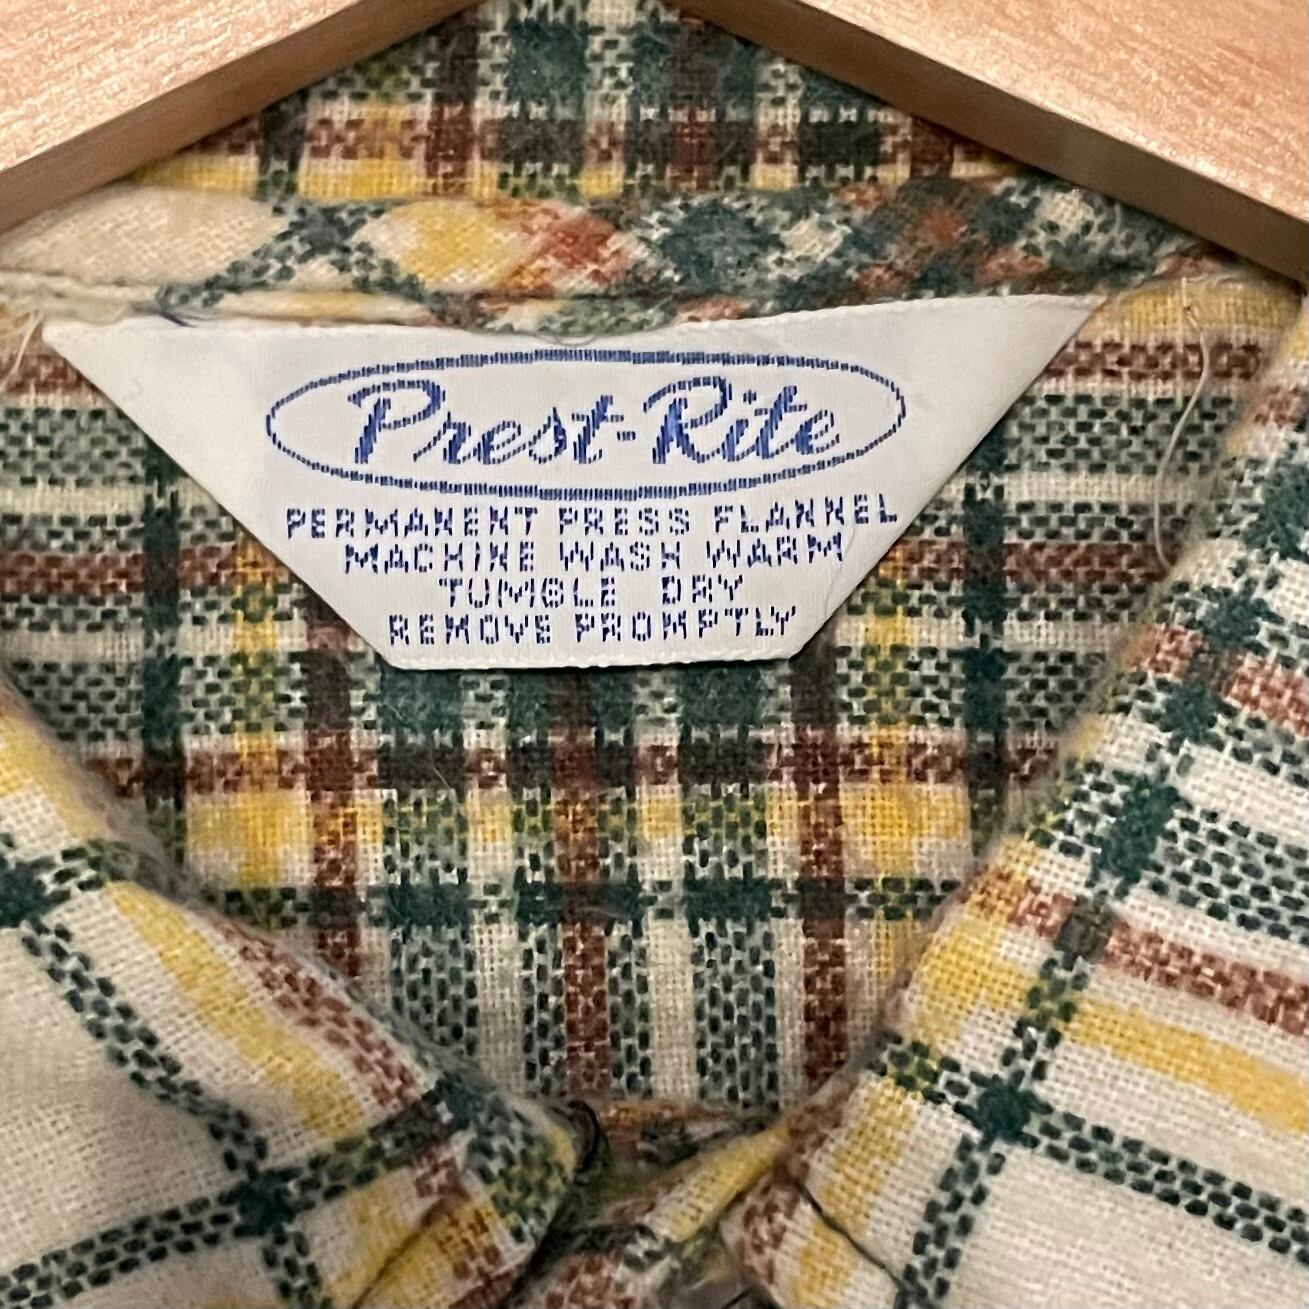 Prest-Rite
PERMANENT PRESS FLANNEL
MACHINE WASH WARM
TUMBLE DRY
REMOVE PROMPTLY